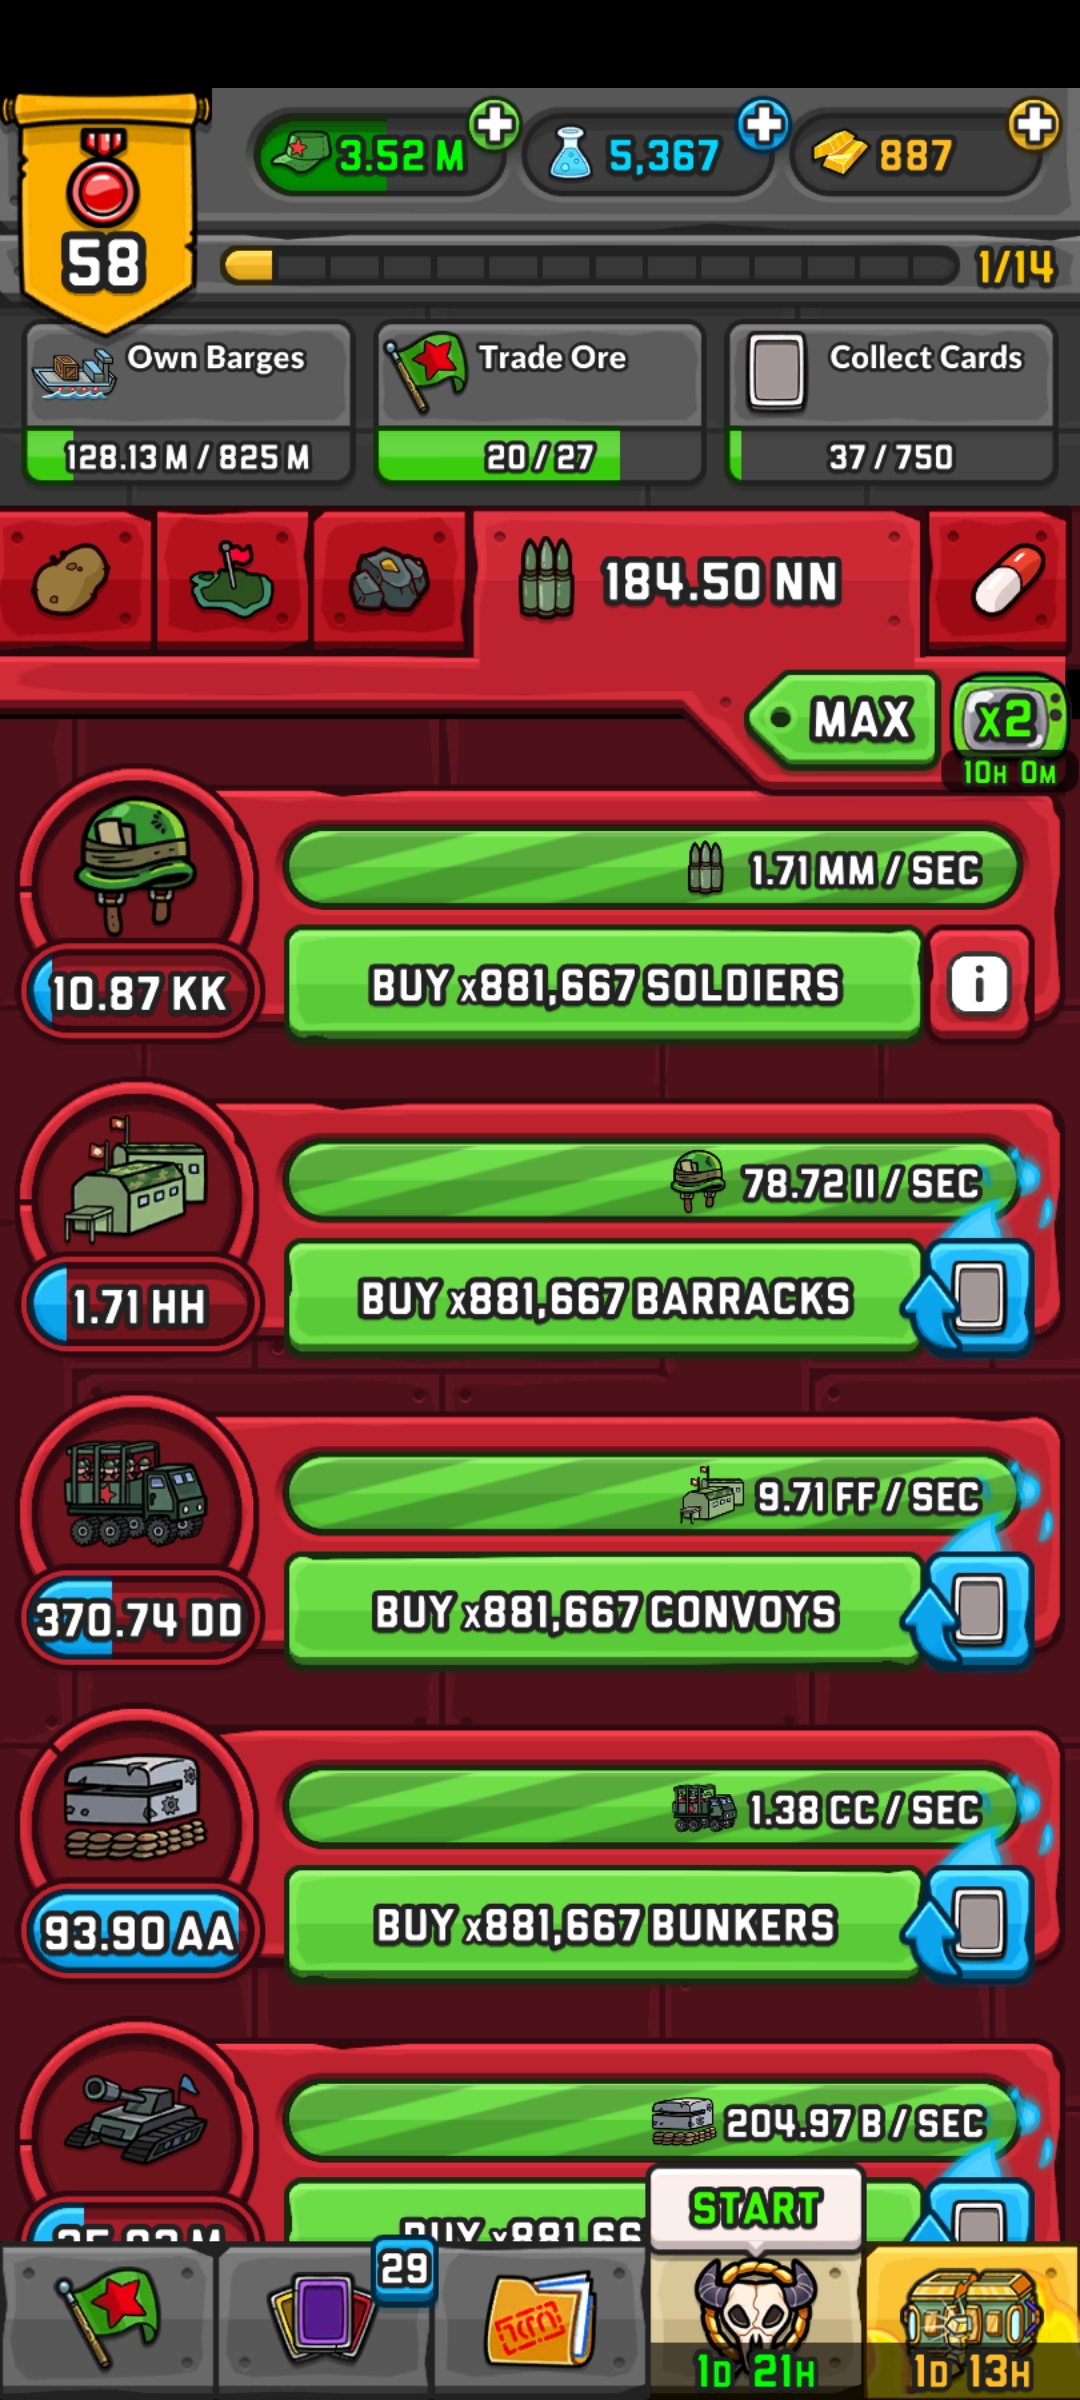 58
3.52 M
5,367
887
1/14
Own Barges
128.13 M / 825 M
Trade Ore
20 / 27
Collect Cards
37 / 750
184.50 NN
MAX
x2
10H 0M
1.71 MM / SEC
10.87 KK
BUY x881,667 SOLDIERS
i
78.72 II / SEC
1.71 HH
BUY x881,667 BARRACKS
9.71 FF / SEC
370.74 DD
BUY x881,667 CONVOYS
1.38 CC / SEC
93.90 AA
BUY x881,667 BUNKERS
204.97 B / SEC
BUY x881,66
START
29
1D 21H
1D 13H